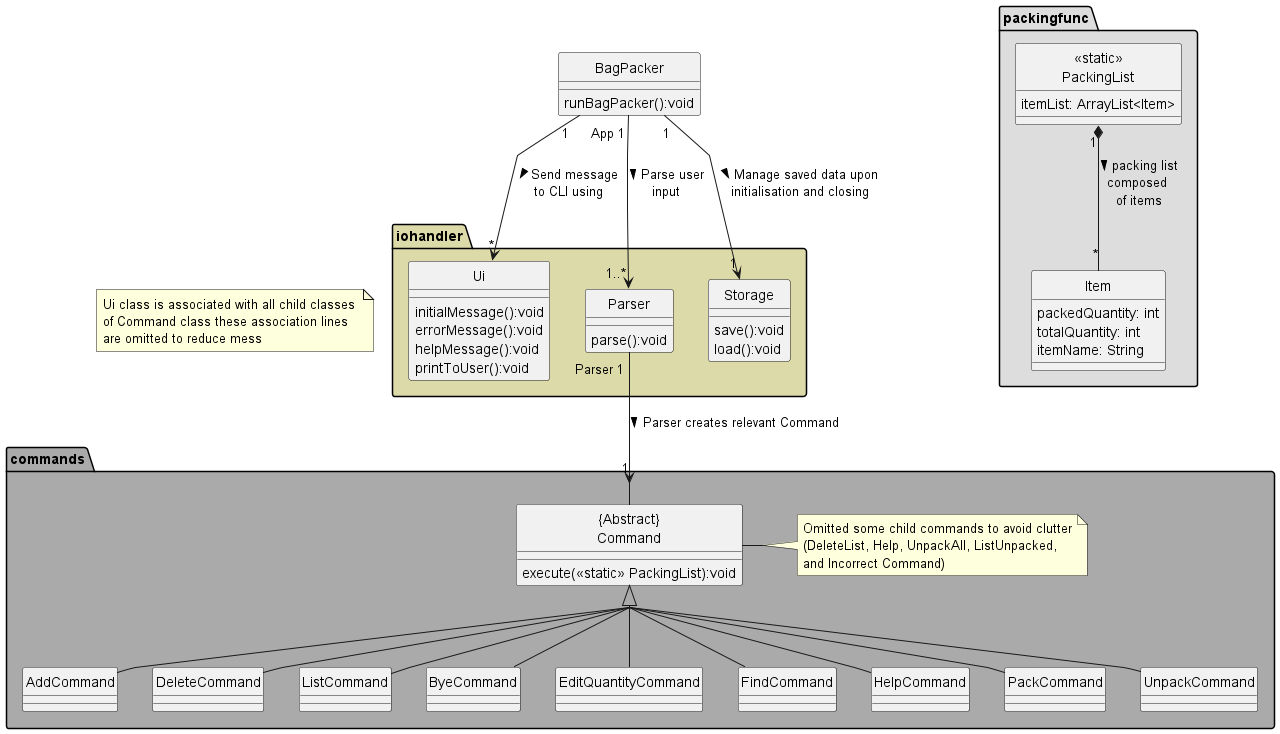 packingfunc
«static»
PackingList
itemList: ArrayList<Item>
1
packing list
composed
of items
*
Item
packedQuantity: int
totalQuantity: int
itemName: String
BagPacker
runBagPacker():void
1
App 1
1
Send message
to CLI using
Parse user
input
Manage saved data upon
initialisation and closing
iohandler
*
1..*
1
Ui
initialMessage():void
errorMessage():void
helpMessage():void
printToUser():void
Parser
parse():void
Storage
save():void
load():void
Ui class is associated with all child classes
of Command class these association lines
are omitted to reduce mess
Parser 1
Parser creates relevant Command
1
commands
{Abstract}
Command
execute(«static» PackingList):void
Omitted some child commands to avoid clutter
(DeleteList, Help, UnpackAll, ListUnpacked,
and Incorrect Command)
AddCommand
DeleteCommand
ListCommand
ByeCommand
EditQuantityCommand
FindCommand
HelpCommand
PackCommand
UnpackCommand